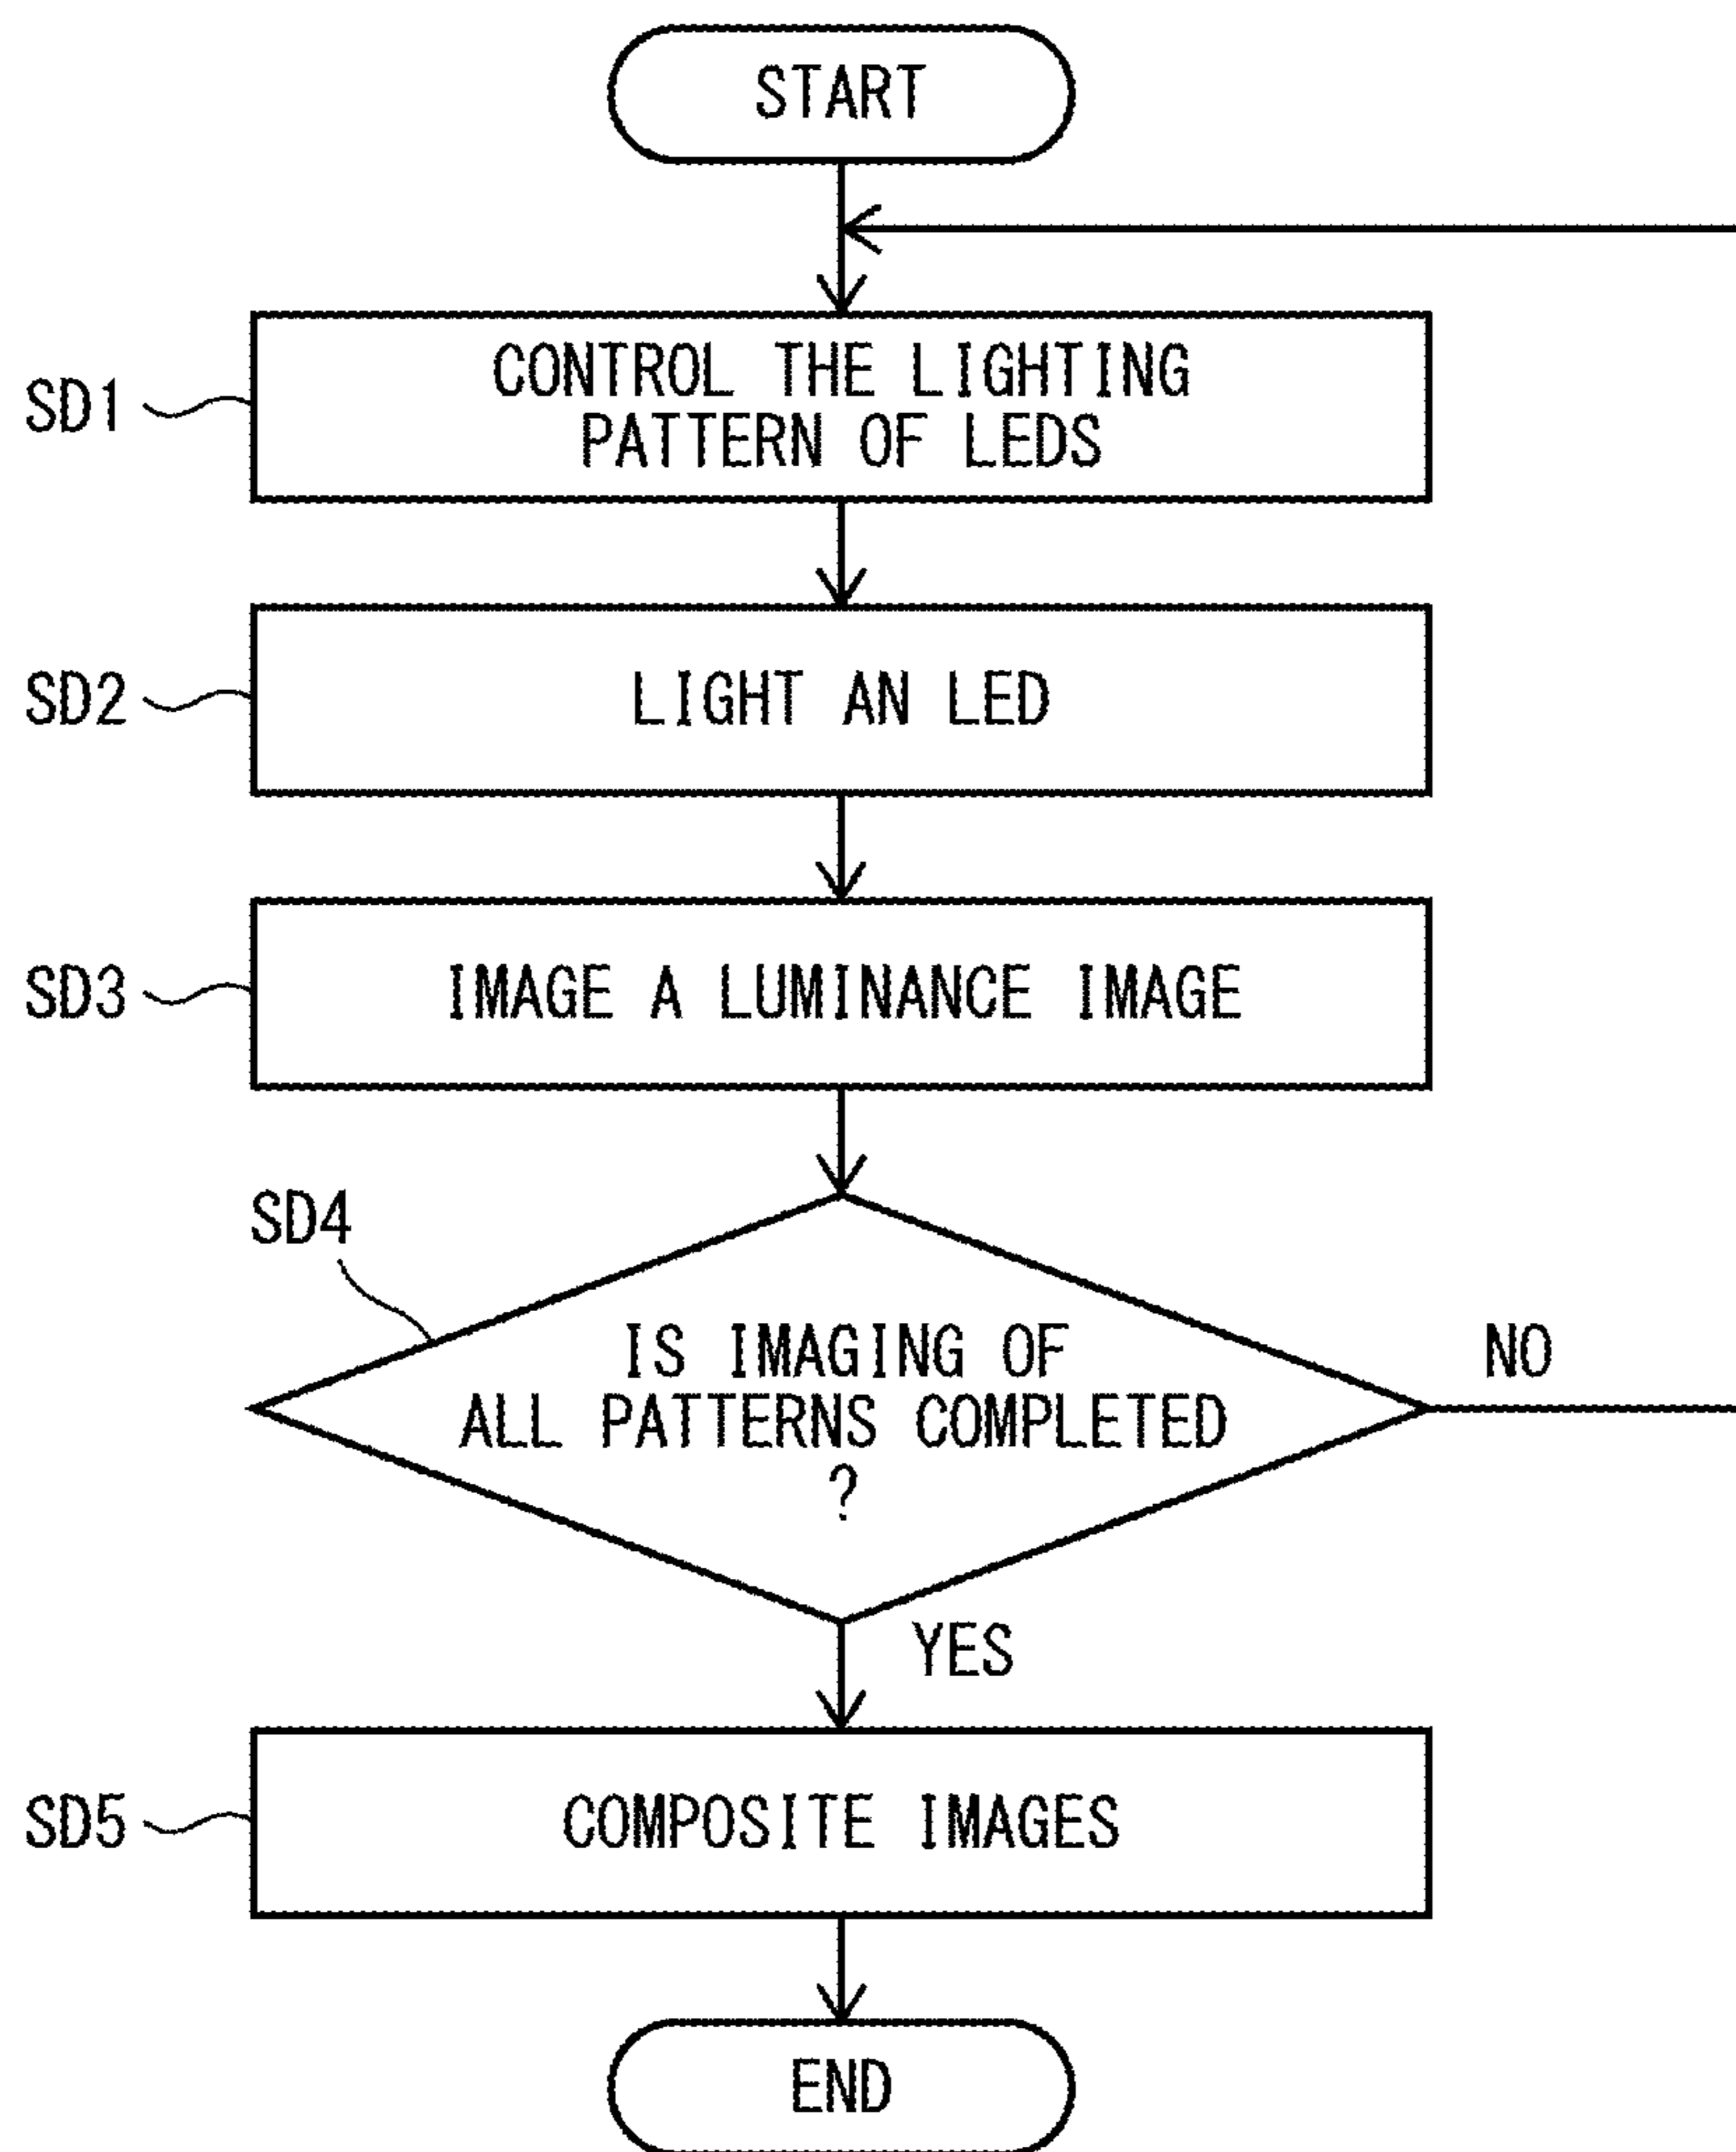 START
SD1
CONTROL THE LIGHTING
PATTERN OF LEDS
SD2
LIGHT AN LED
SD3
IMAGE A LUMINANCE IMAGE
SD4
IS IMAGING OF
ALL PATTERNS COMPLETED
?
NO
YES
SD5
COMPOSITE IMAGES
END